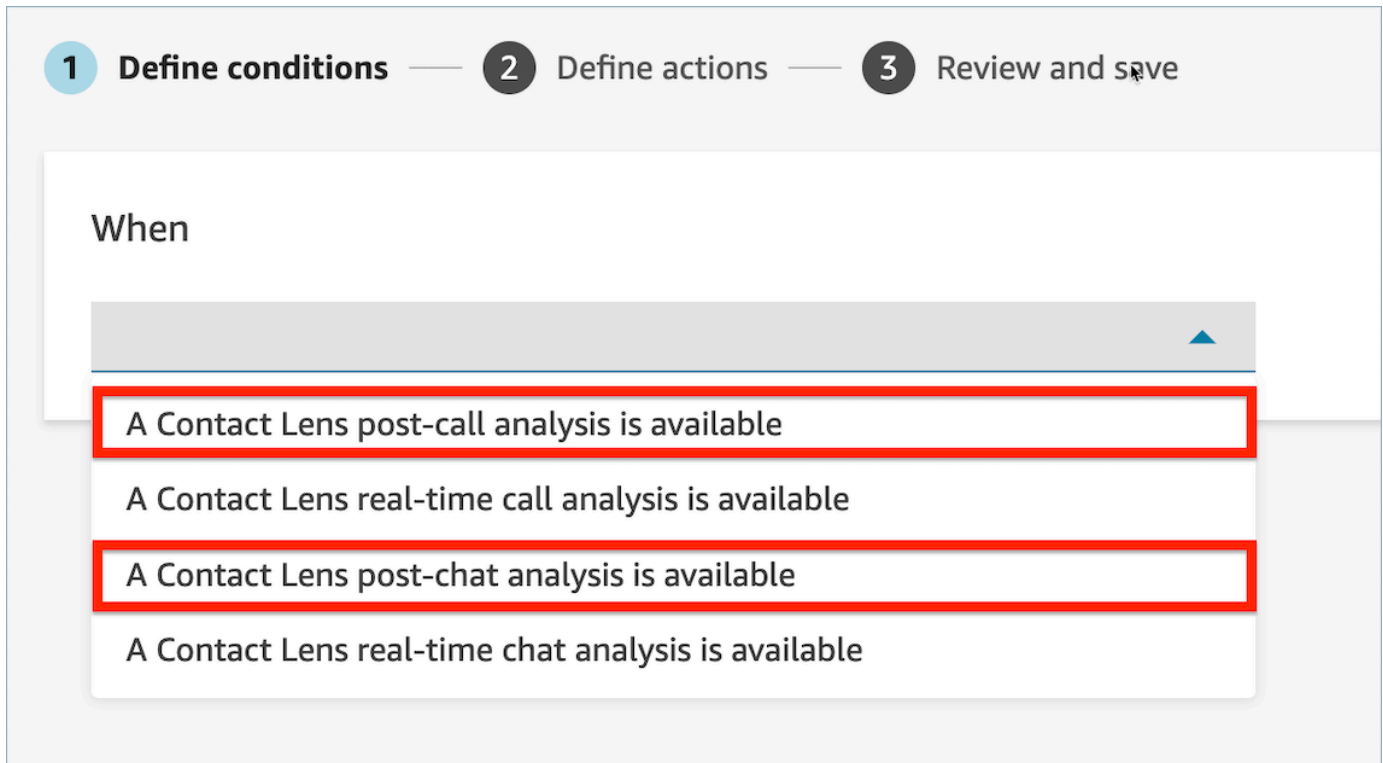 1 Define conditions 2 Define actions 3 Review and save
When
A Contact Lens post-call analysis is available
A Contact Lens real-time call analysis is available
A Contact Lens post-chat analysis is available
A Contact Lens real-time chat analysis is available